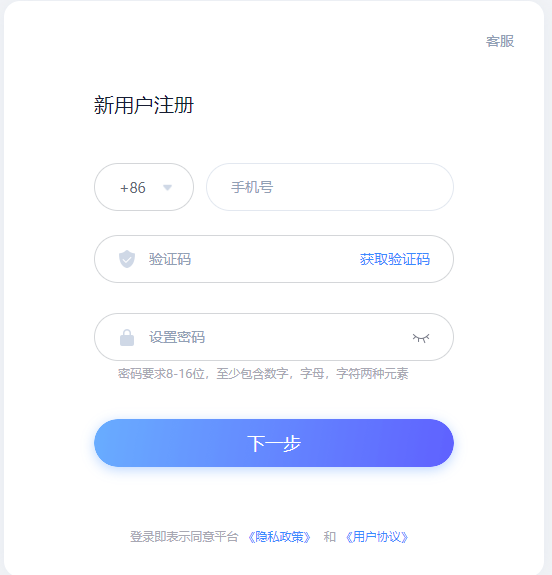 客服
新用户注册
+86 手机号
验证码 获取验证码
设置密码
密码要求8-16位，至少包含数字，字母，字符两种元素
下一步
登录即表示同意平台《隐私政策》 和《用户协议》